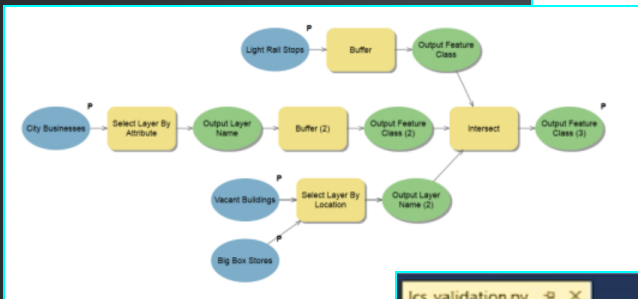 P
Light Rail Stops
Buffer
Output Feature
Class
P
P
City Businesses
Select Layer By
Attribute
Output Layer
Name
Buffer (2)
Output Feature
Class (2)
Intersect
Output Feature
Class (3)
P
Vacant Buildings
Select Layer By
Location
Output Layer
Name (2)
P
Big Box Stores
lcs_validation.py